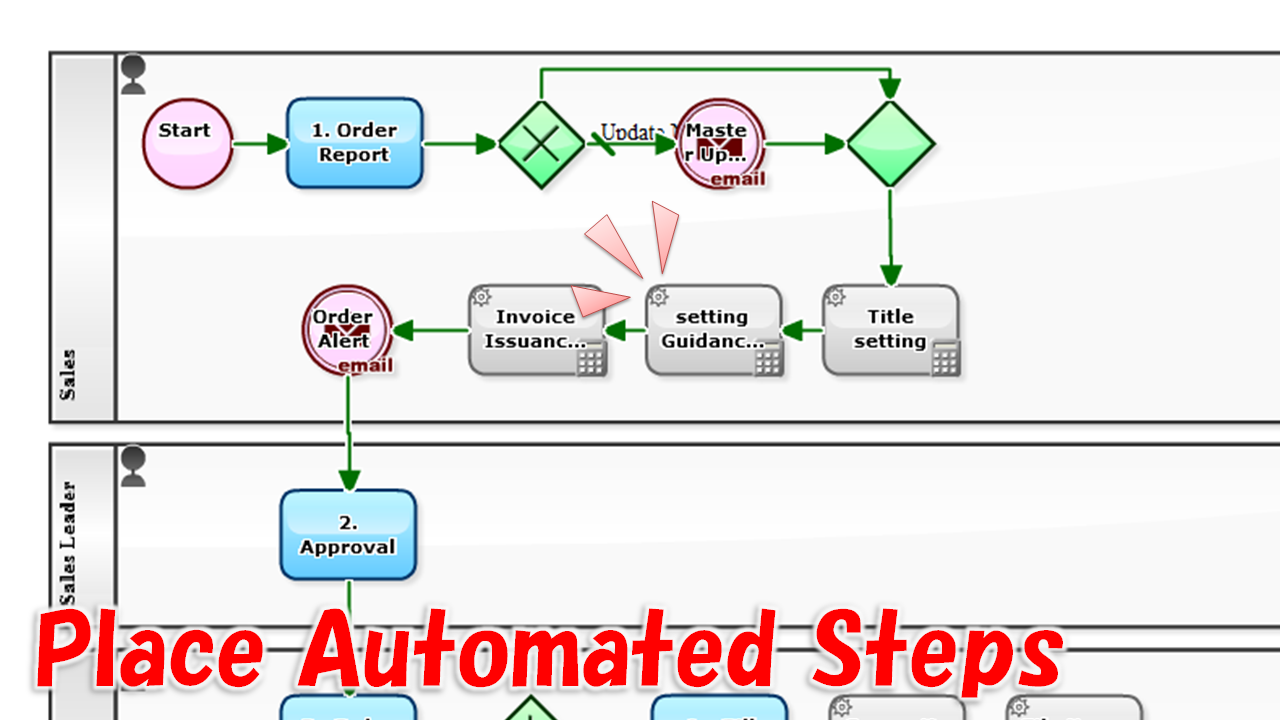 Sales
Start
1. Order
Report
Update
Maste
r Up...
email
Order
Alert
email
Invoice
Issuanc...
setting
Guidanc...
Title
setting
Sales Leader
2.
Approval
Place Automated Steps